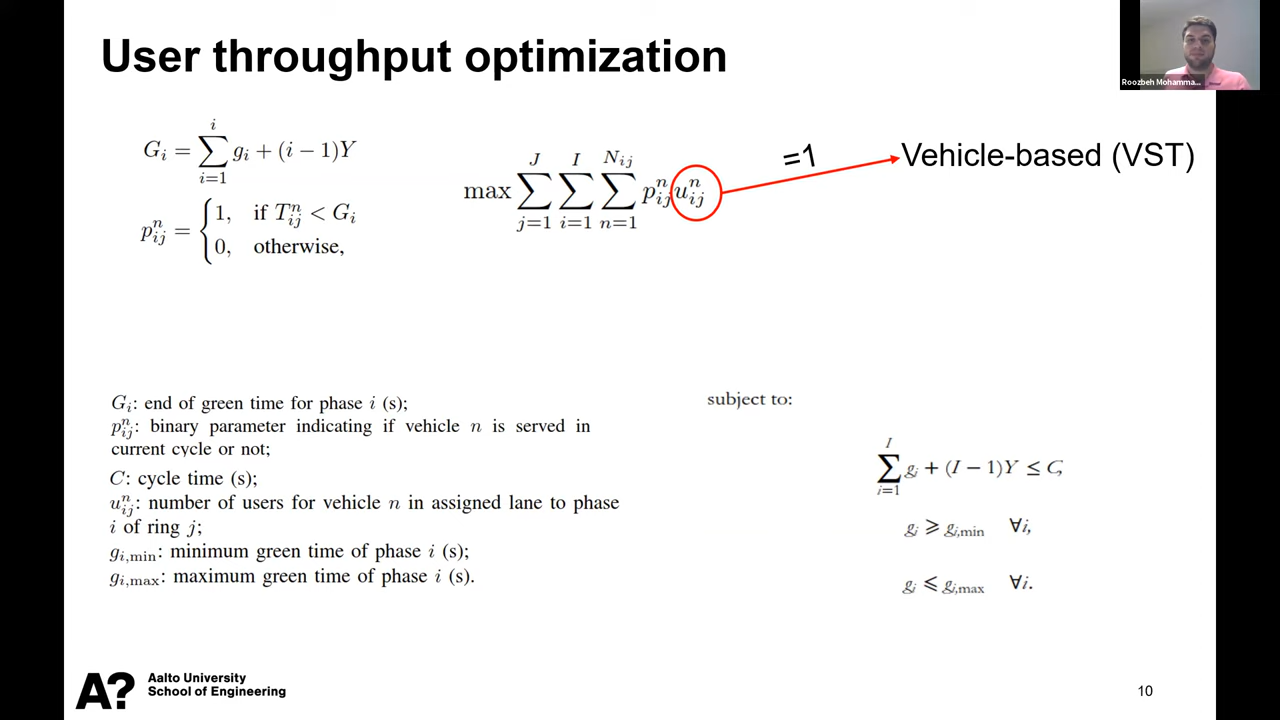 User throughput optimization
Roozbeh Mohamma...
G_i = \sum_{i=1}^{i} g_i + (i − 1)Y
p_{ij}^n = { 1, if T_{ij}^n < G_i
0, otherwise,
max \sum_{j=1}^{J} \sum_{i=1}^{I} \sum_{n=1}^{N_{ij}} p_{ij}^n u_{ij}^n
=1
Vehicle-based (VST)
G_i: end of green time for phase i (s);
p_{ij}^n: binary parameter indicating if vehicle n is served in
current cycle or not;
C: cycle time (s);
u_{ij}^n: number of users for vehicle n in assigned lane to phase
i of ring j;
g_{i,min}: minimum green time of phase i (s);
g_{i,max}: maximum green time of phase i (s).
subject to:
\sum_{i=1}^{I} g_i + (I − 1)Y ≤ C,
g_i ⩾ g_{i,min} ∀i,
g_i ⩽ g_{i,max} ∀i.
A?
Aalto University
School of Engineering
10